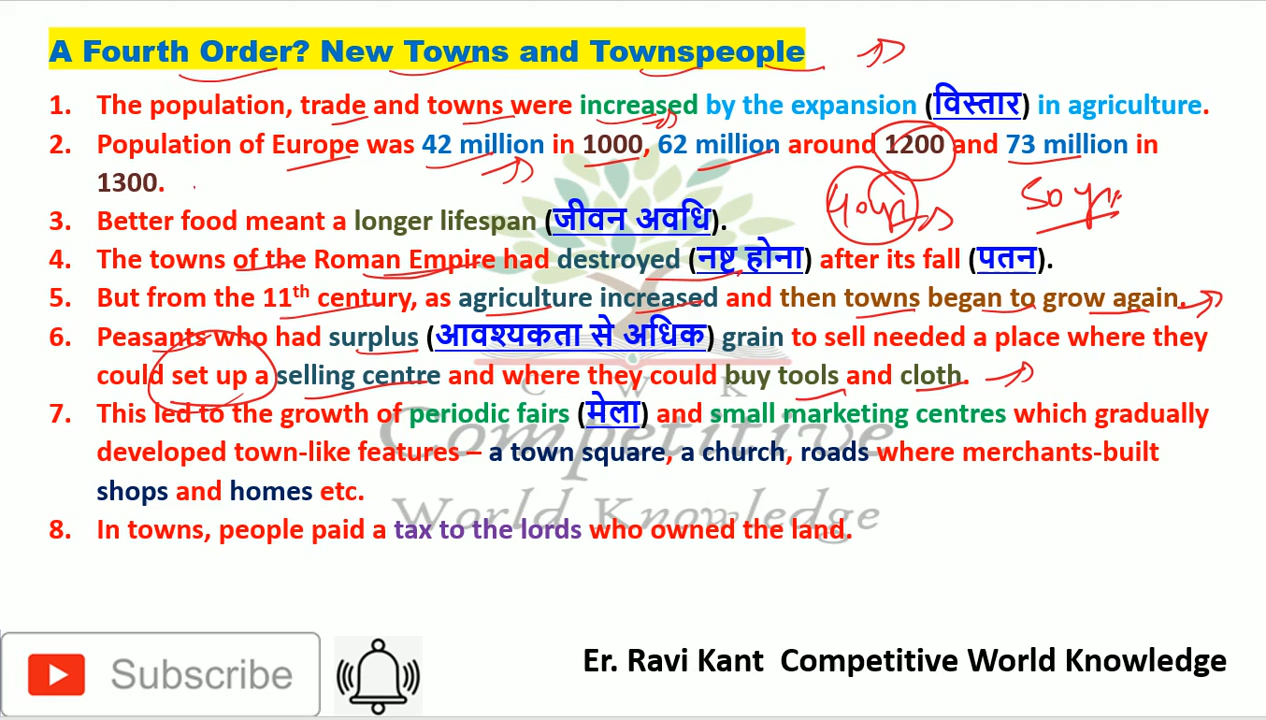 A Fourth Order? New Towns and Townspeople
1. The population, trade and towns were increased by the expansion (विस्तार) in agriculture.
2. Population of Europe was 42 million in 1000, 62 million around 1200 and 73 million in
1300.
40yrs 50 yrs
3. Better food meant a longer lifespan (जीवन अवधि).
4. The towns of the Roman Empire had destroyed (नष्ट होना) after its fall (पतन).
5. But from the 11th century, as agriculture increased and then towns began to grow again.
6. Peasants who had surplus (आवश्यकता से अधिक) grain to sell needed a place where they
could set up a selling centre and where they could buy tools and cloth.
C W K
7. This led to the growth of periodic fairs (मेला) and small marketing centres which gradually
Competitive
developed town-like features – a town square, a church, roads where merchants-built
shops and homes etc.
World Knowledge
8. In towns, people paid a tax to the lords who owned the land.
Subscribe
Er. Ravi Kant Competitive World Knowledge